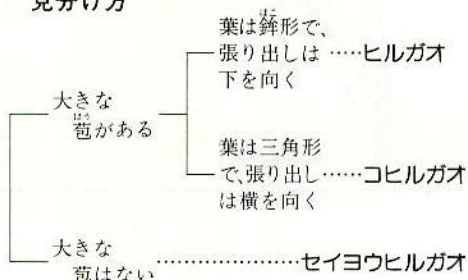 見分け方
葉は鉾形で、
張り出しは……ヒルガオ
下を向く
大きな
苞がある
葉は三角形
で、張り出し……コヒルガオ
は横を向く
大きな
苞はない
…………………セイヨウヒルガオ